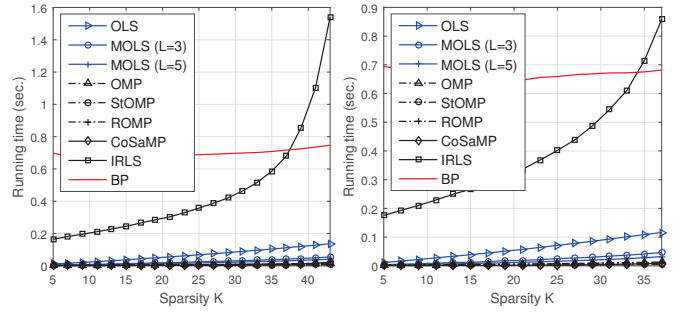 Running time (sec.)
1.6
1.4
1.2
1
0.8
0.6
0.4
0.2
0
OLS
MOLS (L=3)
MOLS (L=5)
OMP
StOMP
ROMP
CoSaMP
IRLS
BP
5 10 15 20 25 30 35 40
Sparsity K
Running time (sec.)
0.9
0.8
0.7
0.6
0.5
0.4
0.3
0.2
0.1
0
OLS
MOLS (L=3)
MOLS (L=5)
OMP
StOMP
ROMP
CoSaMP
IRLS
BP
5 10 15 20 25 30 35
Sparsity K